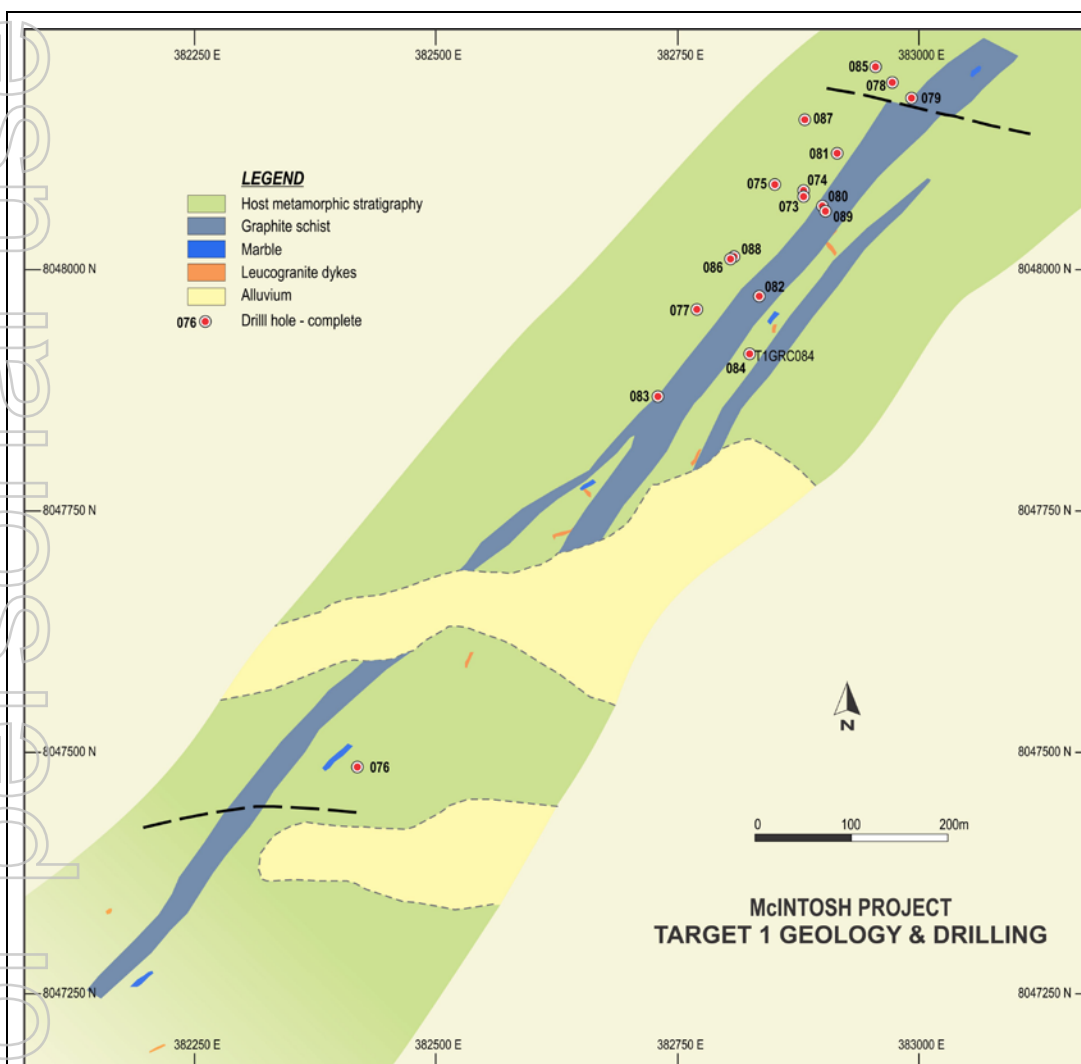 382250 E
382500 E
382750 E
383000 E
085
078
079
087
081
075
074
073
080
089
088
086
082
077
T1GRC084
084
083
076
LEGEND
Host metamorphic stratigraphy
Graphite schist
Marble
Leucogranite dykes
Alluvium
076 Drilll hole - complete
8048000 N
8048000 N
8047750 N
8047750 N
8047500 N
8047500 N
8047250 N
8047250 N
N
0 100 200m
McINTOSH PROJECT
TARGET 1 GEOLOGY & DRILLING
382250 E
382500 E
382750 E
383000 E